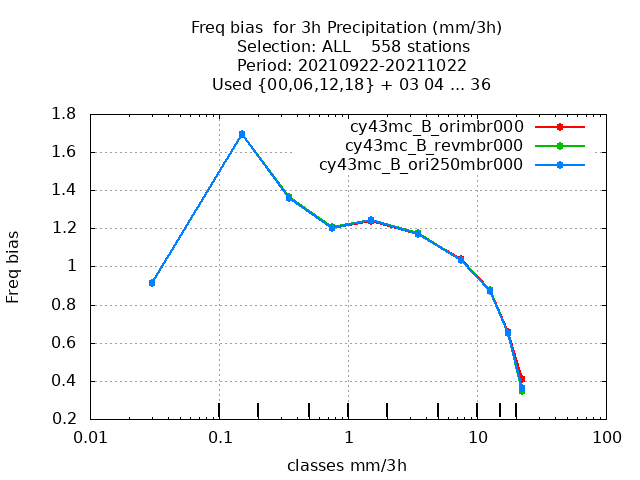 Freq bias  for 3h Precipitation (mm/3h)
Selection: ALL    558 stations
Period: 20210922-20211022
Used {00,06,12,18} + 03 04 ... 36
cy43mc_B_orimbr000
cy43mc_B_revmbr000
cy43mc_B_ori250mbr000
1.8
1.6
1.4
1.2
1
0.8
0.6
0.4
0.2
Freq bias
0.01 0.1 1 10 100
classes mm/3h